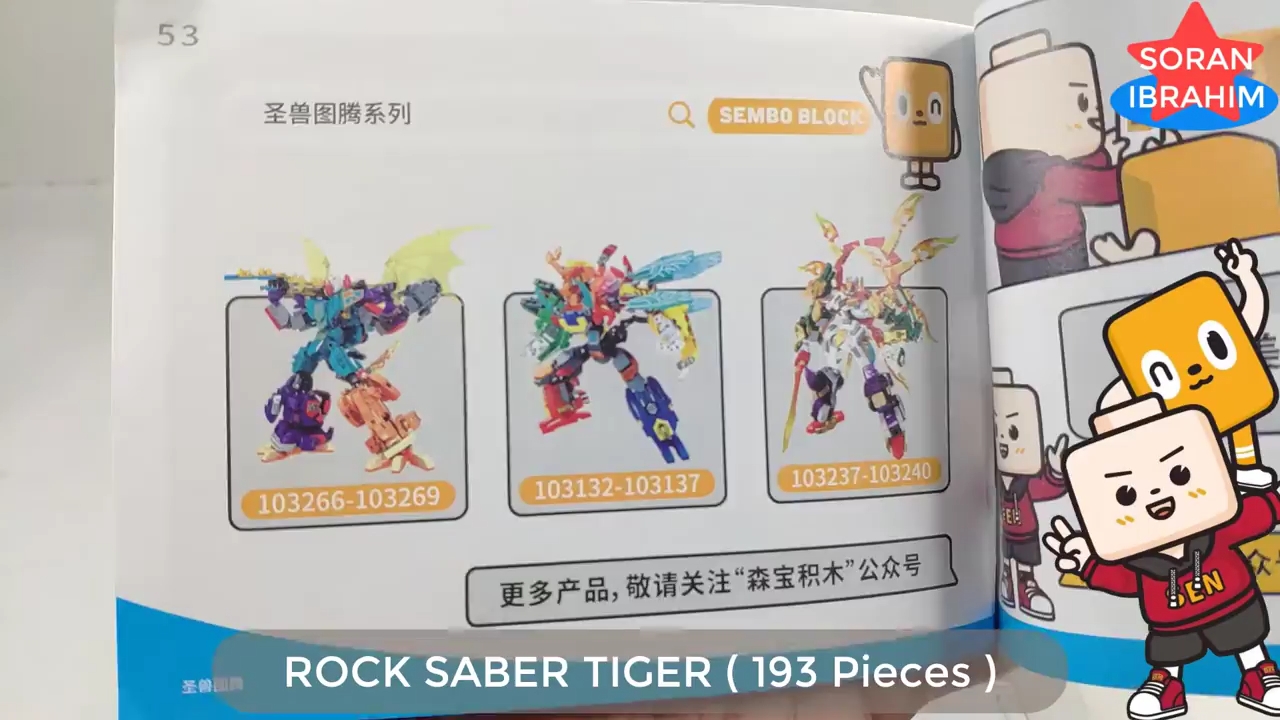 53
圣兽图腾系列
SEMBO BLOCK
SORAN
IBRAHIM
103266-103269
103132-103137
103237-103240
更多产品，敬请关注“森宝积木”公众号
圣兽图腾
ROCK SABER TIGER ( 193 Pieces )
SEN